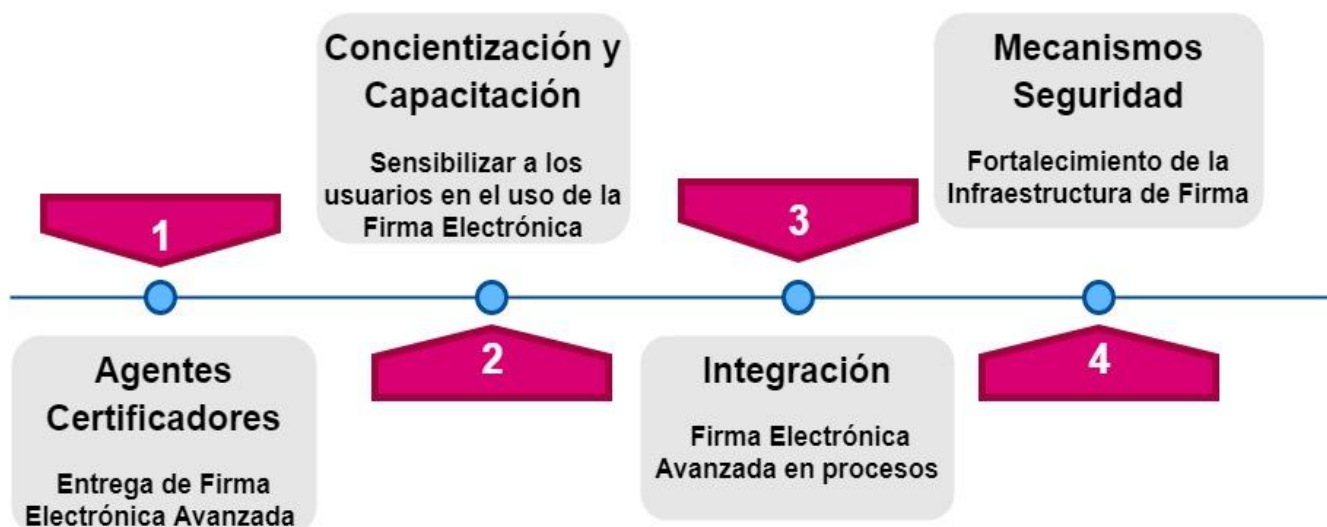 1
Agentes
Certificadores
Entrega de Firma
Electrónica Avanzada
Concientización y
Capacitación
Sensibilizar a los
usuarios en el uso de la
Firma Electrónica
2
3
Integración
Firma Electrónica
Avanzada en procesos
Mecanismos
Seguridad
Fortalecimiento de la
Infraestructura de Firma
4